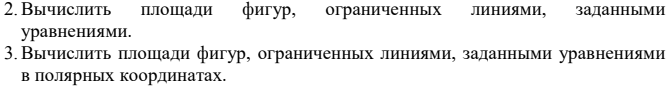 2. Вычислить площади фигур, ограниченных линиями, заданными
уравнениями.
3. Вычислить площади фигур, ограниченных линиями, заданными уравнениями
в полярных координатах.